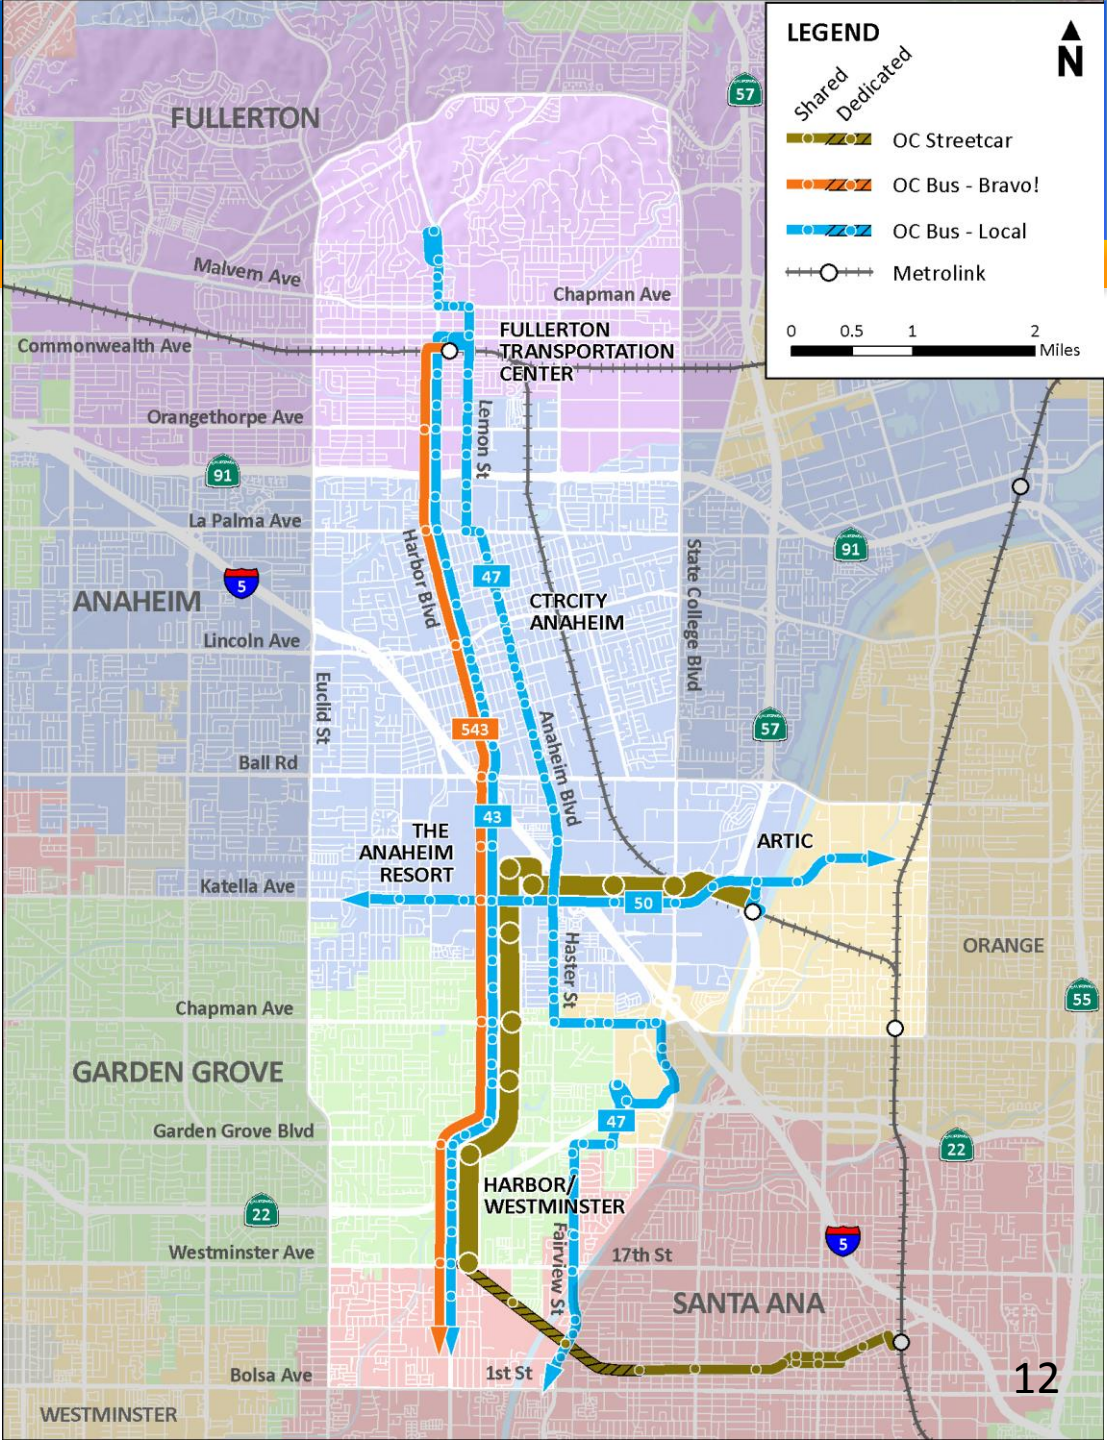 LEGEND
N
Shared
Dedicated
OC Streetcar
OC Bus - Bravo!
OC Bus - Local
Metrolink
0 0.5 1 2
Miles
57
FULLERTON
Malvern Ave
Chapman Ave
Commonwealth Ave
FULLERTON
TRANSPORTATION
CENTER
Orangethorpe Ave
Lemon St
91
La Palma Ave
Harbor Blvd
State College Blvd
91
5
47
ANAHEIM
CTRCITY
ANAHEIM
Lincoln Ave
Euclid St
543
Anaheim Blvd
57
Ball Rd
43
THE
ANAHEIM
RESORT
ARTIC
Katella Ave
50
Haster St
ORANGE
55
Chapman Ave
GARDEN GROVE
47
Garden Grove Blvd
22
HARBOR/
WESTMINSTER
22
Westminster Ave
Fairview St
17th St
5
SANTA ANA
Bolsa Ave
1st St
12
WESTMINSTER